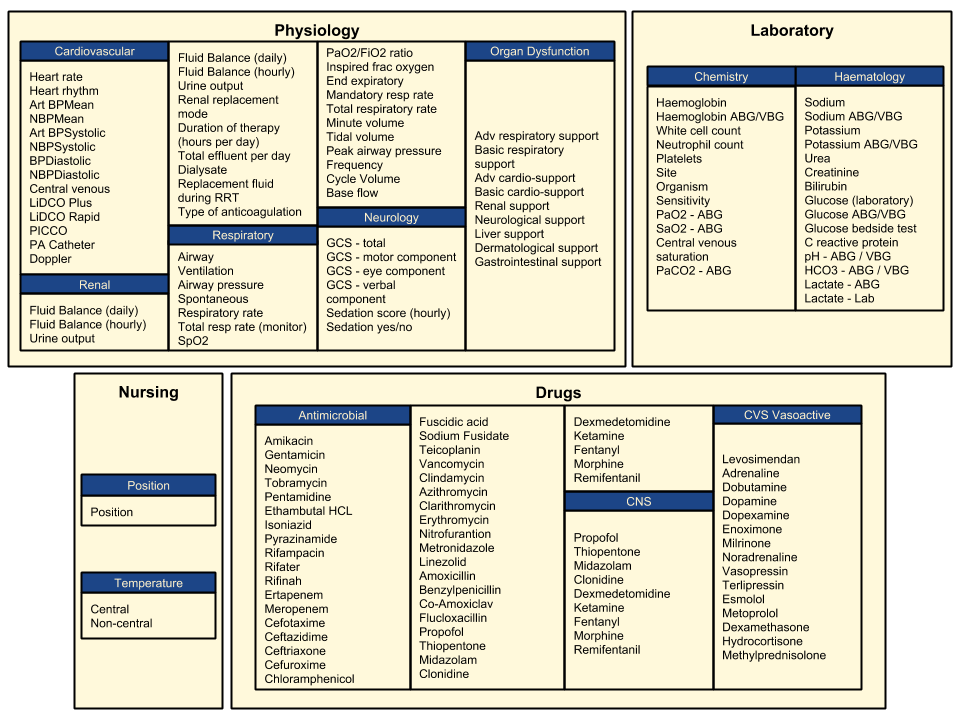 Physiology
Cardiovascular
Heart rate
Heart rhythm
Art BPMean
NBPMean
Art BPSystolic
NBPSystolic
BPDiastolic
NBPDiastolic
Central venous
LiDCO Plus
LiDCO Rapid
PICCO
PA Catheter
Doppler
Renal
Fluid Balance (daily)
Fluid Balance (hourly)
Urine output
Fluid Balance (daily)
Fluid Balance (hourly)
Urine output
Renal replacement
mode
Duration of therapy
(hours per day)
Total effluent per day
Dialysate
Replacement fluid
during RRT
Type of anticoagulation
Respiratory
Airway
Ventilation
Airway pressure
Spontaneous
Respiratory rate
Total resp rate (monitor)
SpO2
PaO2/FiO2 ratio
Inspired frac oxygen
End expiratory
Mandatory resp rate
Total respiratory rate
Minute volume
Tidal volume
Peak airway pressure
Frequency
Cycle Volume
Base flow
Neurology
GCS - total
GCS - motor component
GCS - eye component
GCS - verbal
component
Sedation score (hourly)
Sedation yes/no
Organ Dysfunction
Adv respiratory support
Basic respiratory
support
Adv cardio-support
Basic cardio-support
Renal support
Neurological support
Liver support
Dermatological support
Gastrointestinal support
Laboratory
Chemistry
Haemoglobin
Haemoglobin ABG/VBG
White cell count
Neutrophil count
Platelets
Site
Organism
Sensitivity
PaO2 - ABG
SaO2 - ABG
Central venous
saturation
PaCO2 - ABG
Haematology
Sodium
Sodium ABG/VBG
Potassium
Potassium ABG/VBG
Urea
Creatinine
Bilirubin
Glucose (laboratory)
Glucose ABG/VBG
Glucose bedside test
C reactive protein
pH - ABG / VBG
HCO3 - ABG / VBG
Lactate - ABG
Lactate - Lab
Nursing
Position
Position
Temperature
Central
Non-central
Drugs
Antimicrobial
Amikacin
Gentamicin
Neomycin
Tobramycin
Pentamidine
Ethambutal HCL
Isoniazid
Pyrazinamide
Rifampacin
Rifater
Rifinah
Ertapenem
Meropenem
Cefotaxime
Ceftazidime
Ceftriaxone
Cefuroxime
Chloramphenicol
Fuscidic acid
Sodium Fusidate
Teicoplanin
Vancomycin
Clindamycin
Azithromycin
Clarithromycin
Erythromycin
Nitrofurantion
Metronidazole
Linezolid
Amoxicillin
Benzylpenicillin
Co-Amoxiclav
Flucloxacillin
Propofol
Thiopentone
Midazolam
Clonidine
Dexmedetomidine
Ketamine
Fentanyl
Morphine
Remifentanil
CNS
Propofol
Thiopentone
Midazolam
Clonidine
Dexmedetomidine
Ketamine
Fentanyl
Morphine
Remifentanil
CVS Vasoactive
Levosimendan
Adrenaline
Dobutamine
Dopamine
Dopexamine
Enoximone
Milrinone
Noradrenaline
Vasopressin
Terlipressin
Esmolol
Metoprolol
Dexamethasone
Hydrocortisone
Methylprednisolone